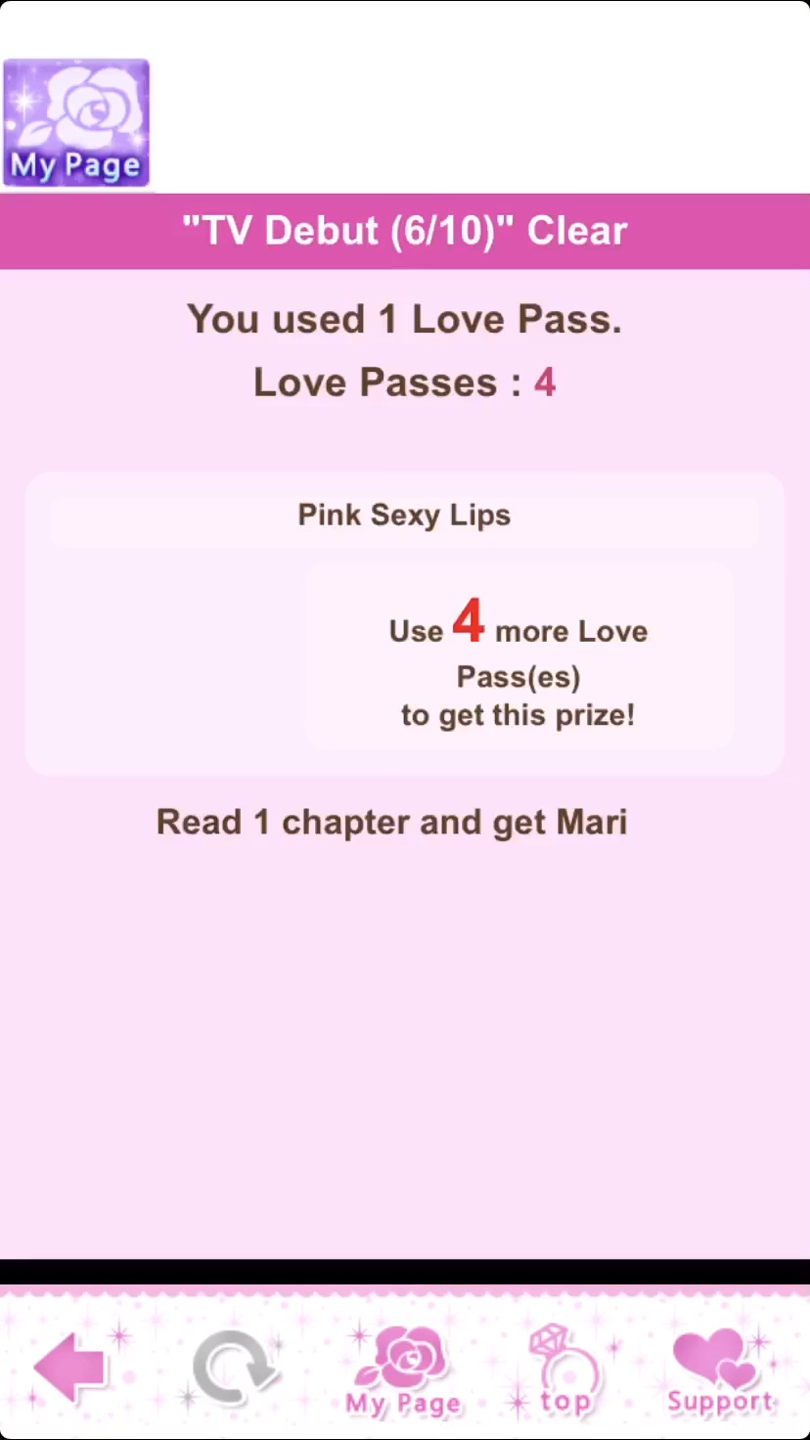 My Page
"TV Debut (6/10)" Clear
You used 1 Love Pass.
Love Passes : 4
Pink Sexy Lips
Use 4 more Love
Pass(es)
to get this prize!
Read 1 chapter and get Mari
My Page
top
Support